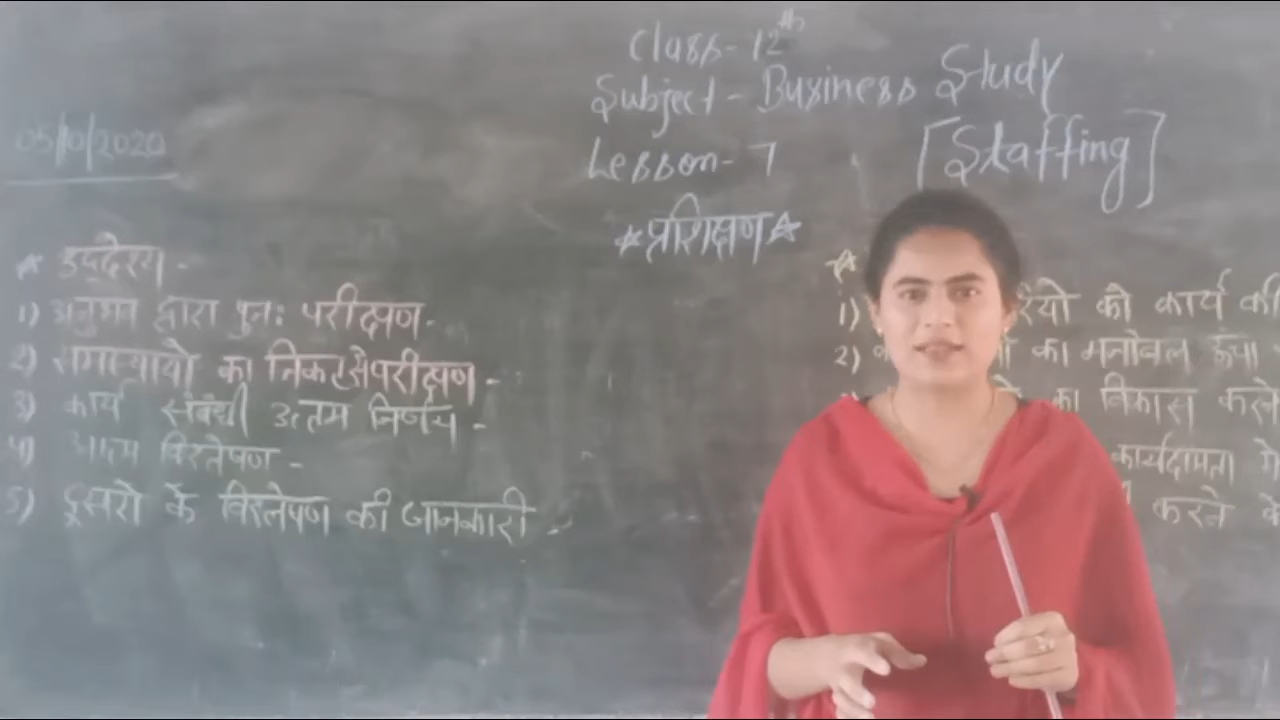 Class- 12th
Subject - Business Study
Lesson- 7 [Staffing]
05/10/2020
*प्रशिक्षण*
* उद्देश्य -
1) अनुभव द्वारा पुनः परीक्षण-
2) समस्यायो का निकट से परीक्षण -
3) कार्य संबंधी उत्तम निर्णय -
4) आत्म विश्लेषण -
5) दूसरो के विश्लेषण की जानकारी -
*
1) को कार्य की
2) का मनोबल ऊंचा
का विकास करने
कार्यक्षमता मे
करने के